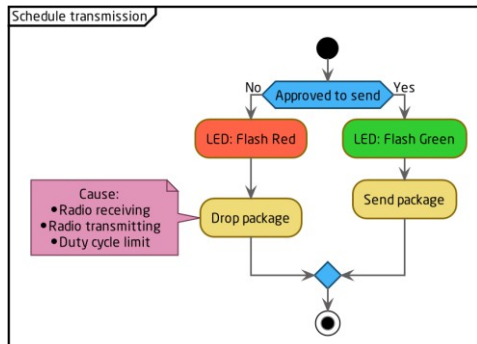 Schedule transmission
Approved to send
No
Yes
LED: Flash Red
LED: Flash Green
Cause:
•Radio receiving
•Radio transmitting
•Duty cycle limit
Drop package
Send package